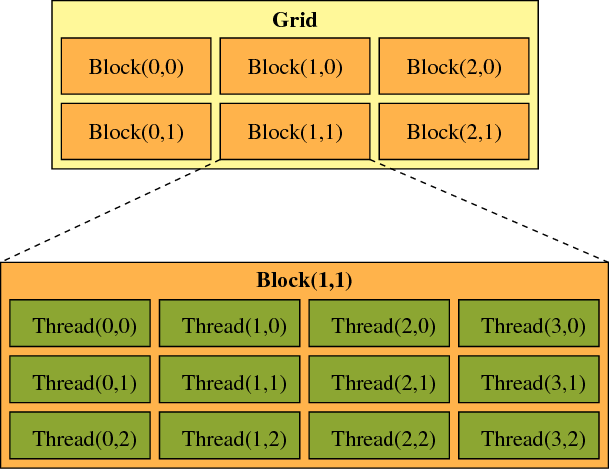 Grid
Block(0,0) Block(1,0) Block(2,0)
Block(0,1) Block(1,1) Block(2,1)
Block(1,1)
Thread(0,0) Thread(1,0) Thread(2,0) Thread(3,0)
Thread(0,1) Thread(1,1) Thread(2,1) Thread(3,1)
Thread(0,2) Thread(1,2) Thread(2,2) Thread(3,2)